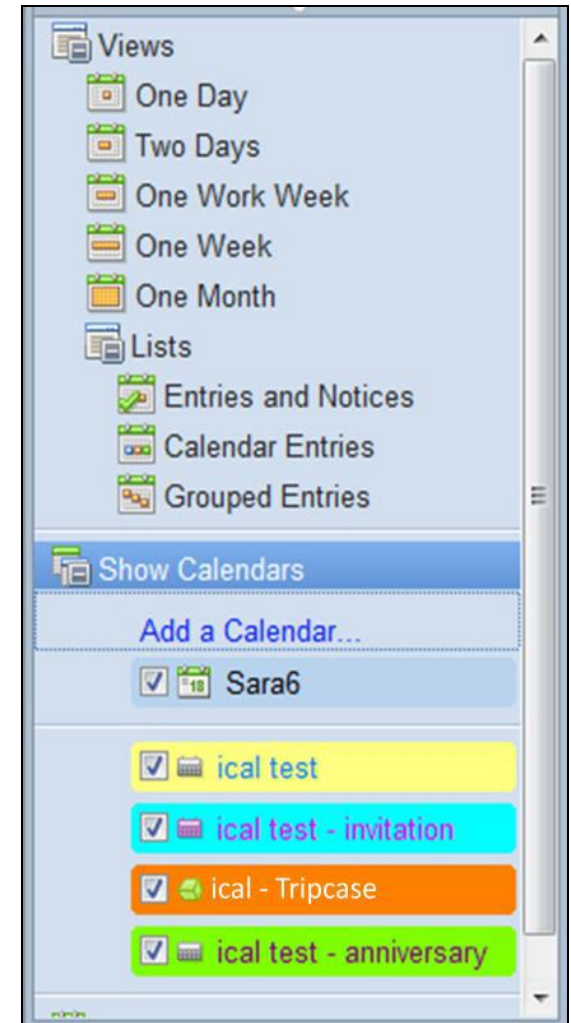 Views
One Day
Two Days
One Work Week
One Week
One Month
Lists
Entries and Notices
Calendar Entries
Grouped Entries
Show Calendars
Add a Calendar...
18 Sara6
ical test
ical test - invitation
ical - Tripcase
ical test - anniversary